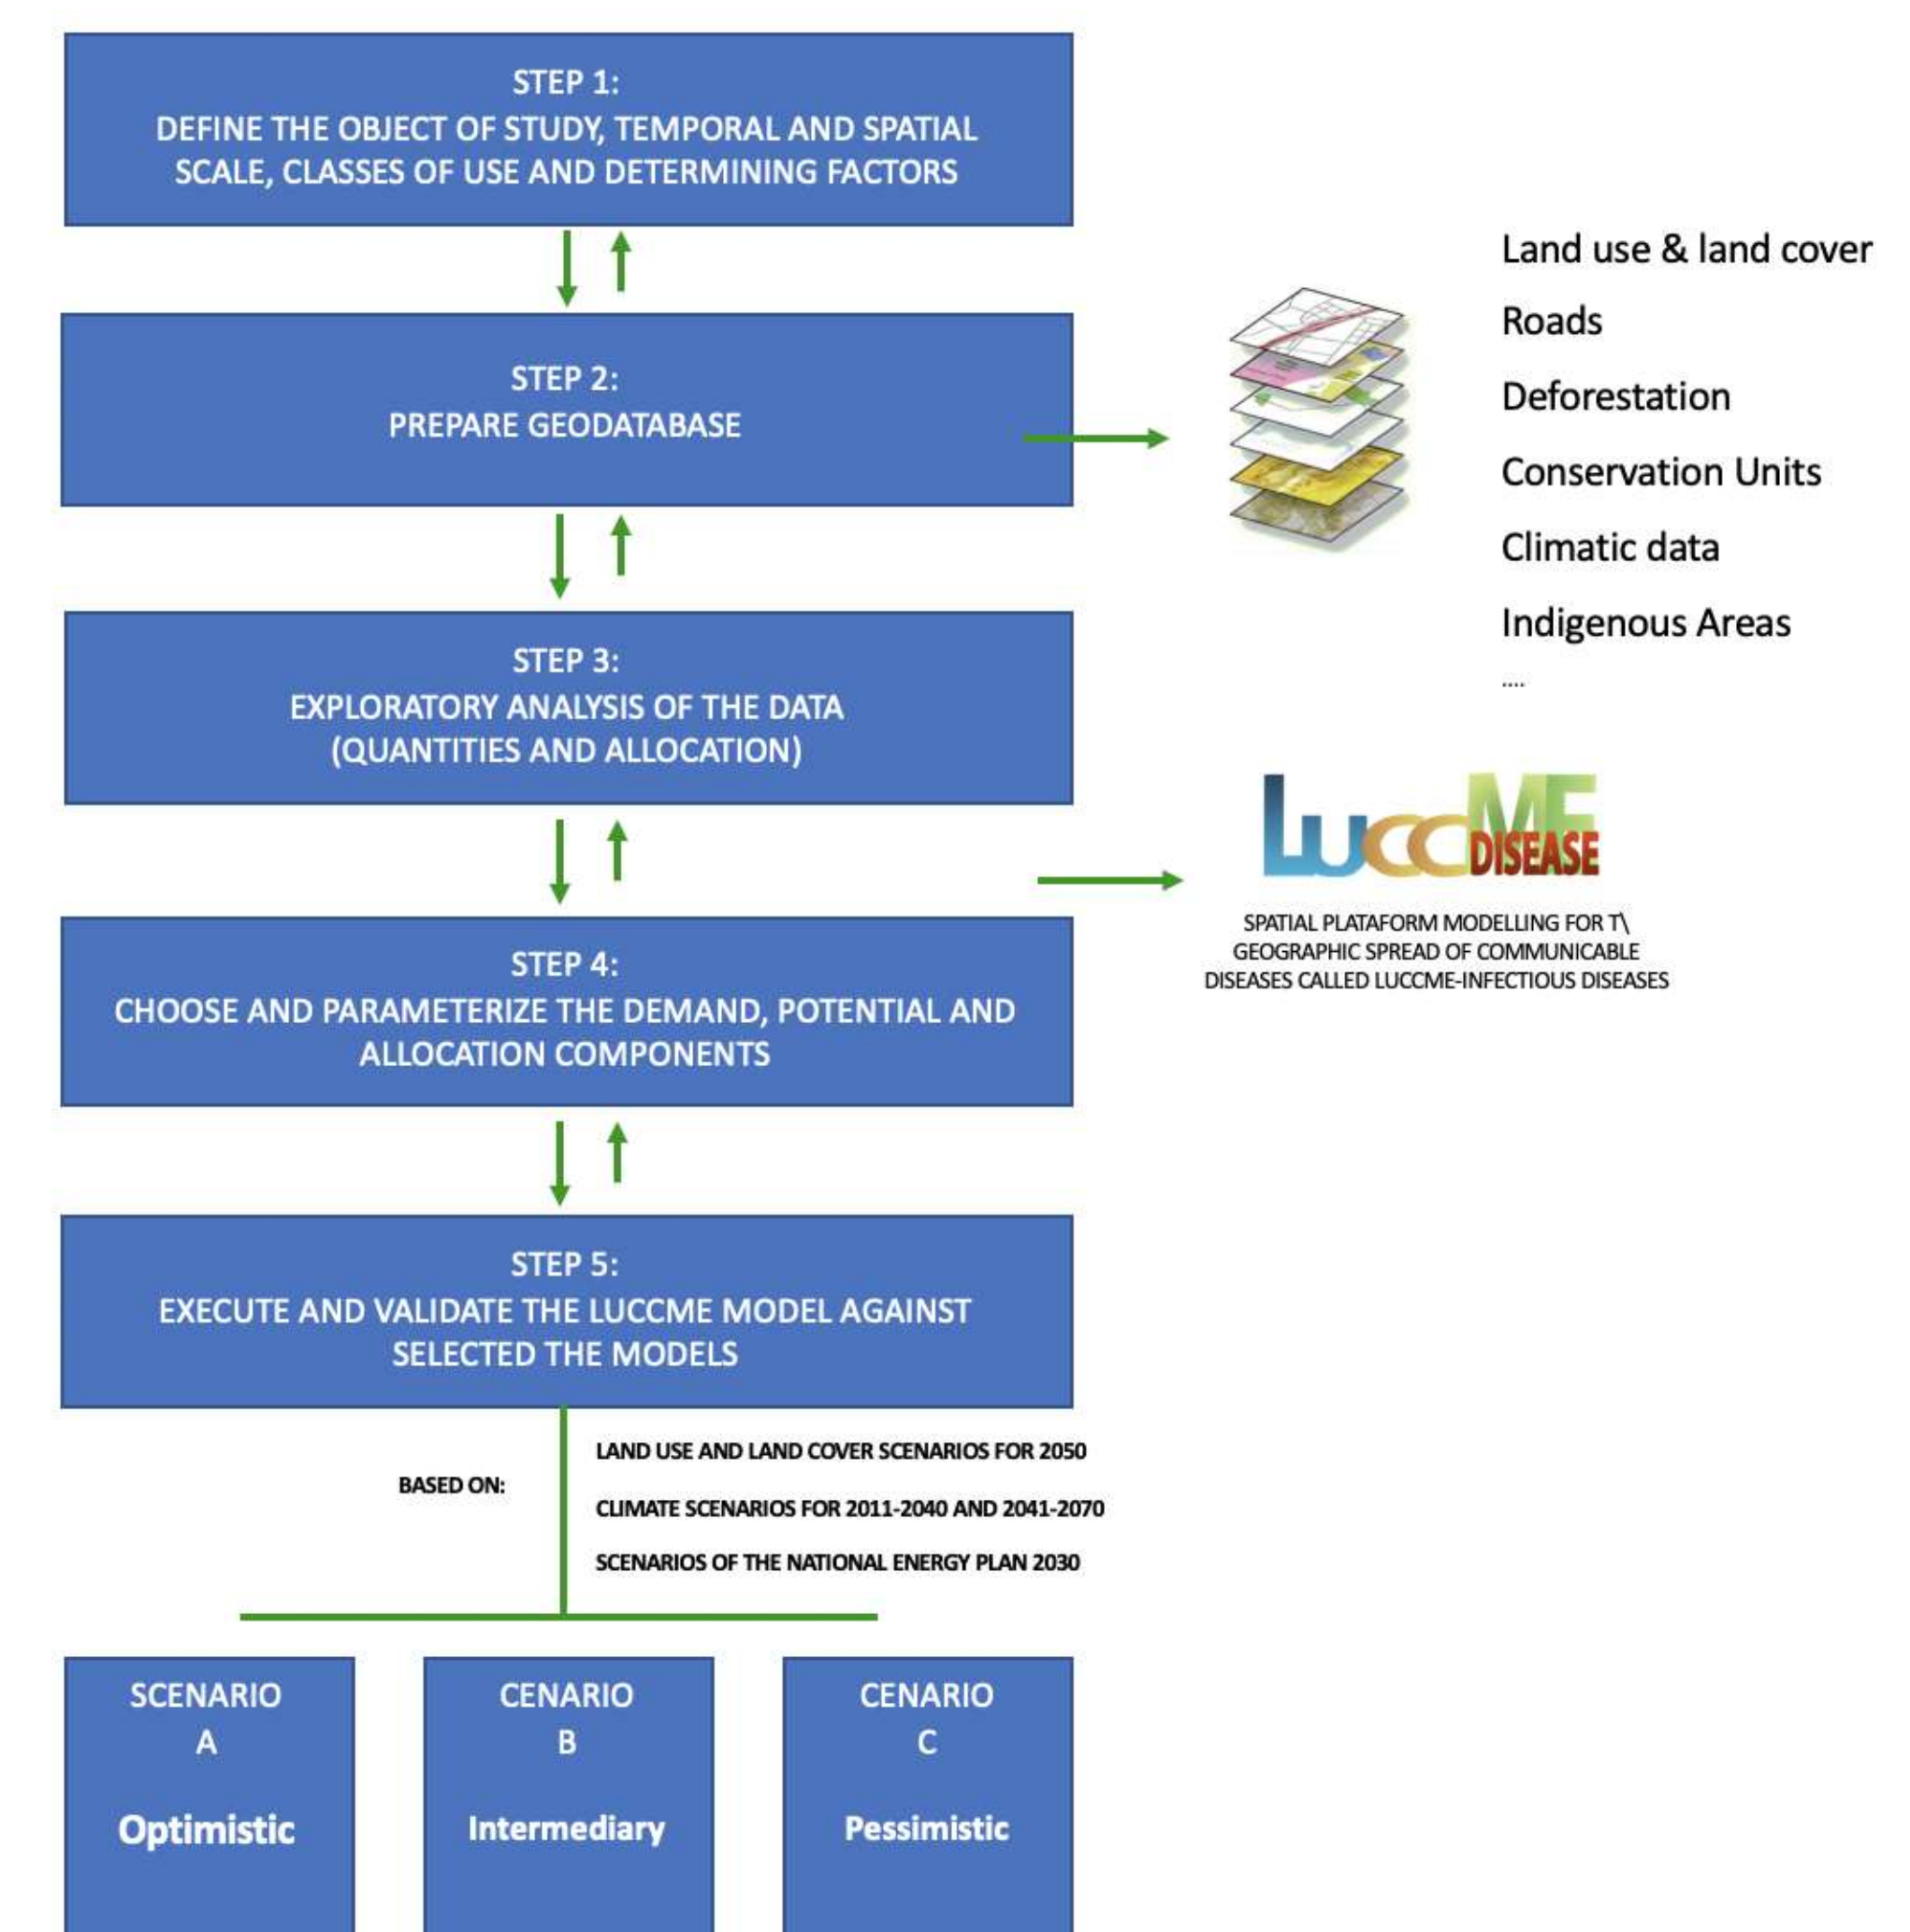 STEP 1:
DEFINE THE OBJECT OF STUDY, TEMPORAL AND SPATIAL
SCALE, CLASSES OF USE AND DETERMINING FACTORS
STEP 2:
PREPARE GEODATABASE
Land use & land cover
Roads
Deforestation
Conservation Units
Climatic data
Indigenous Areas
....
STEP 3:
EXPLORATORY ANALYSIS OF THE DATA
(QUANTITIES AND ALLOCATION)
LuccME
DISEASE
SPATIAL PLATAFORM MODELLING FOR T\
GEOGRAPHIC SPREAD OF COMMUNICABLE
DISEASES CALLED LUCCME-INFECTIOUS DISEASES
STEP 4:
CHOOSE AND PARAMETERIZE THE DEMAND, POTENTIAL AND
ALLOCATION COMPONENTS
STEP 5:
EXECUTE AND VALIDATE THE LUCCME MODEL AGAINST
SELECTED THE MODELS
BASED ON:
LAND USE AND LAND COVER SCENARIOS FOR 2050
CLIMATE SCENARIOS FOR 2011-2040 AND 2041-2070
SCENARIOS OF THE NATIONAL ENERGY PLAN 2030
SCENARIO
A
Optimistic
CENARIO
B
Intermediary
CENARIO
C
Pessimistic